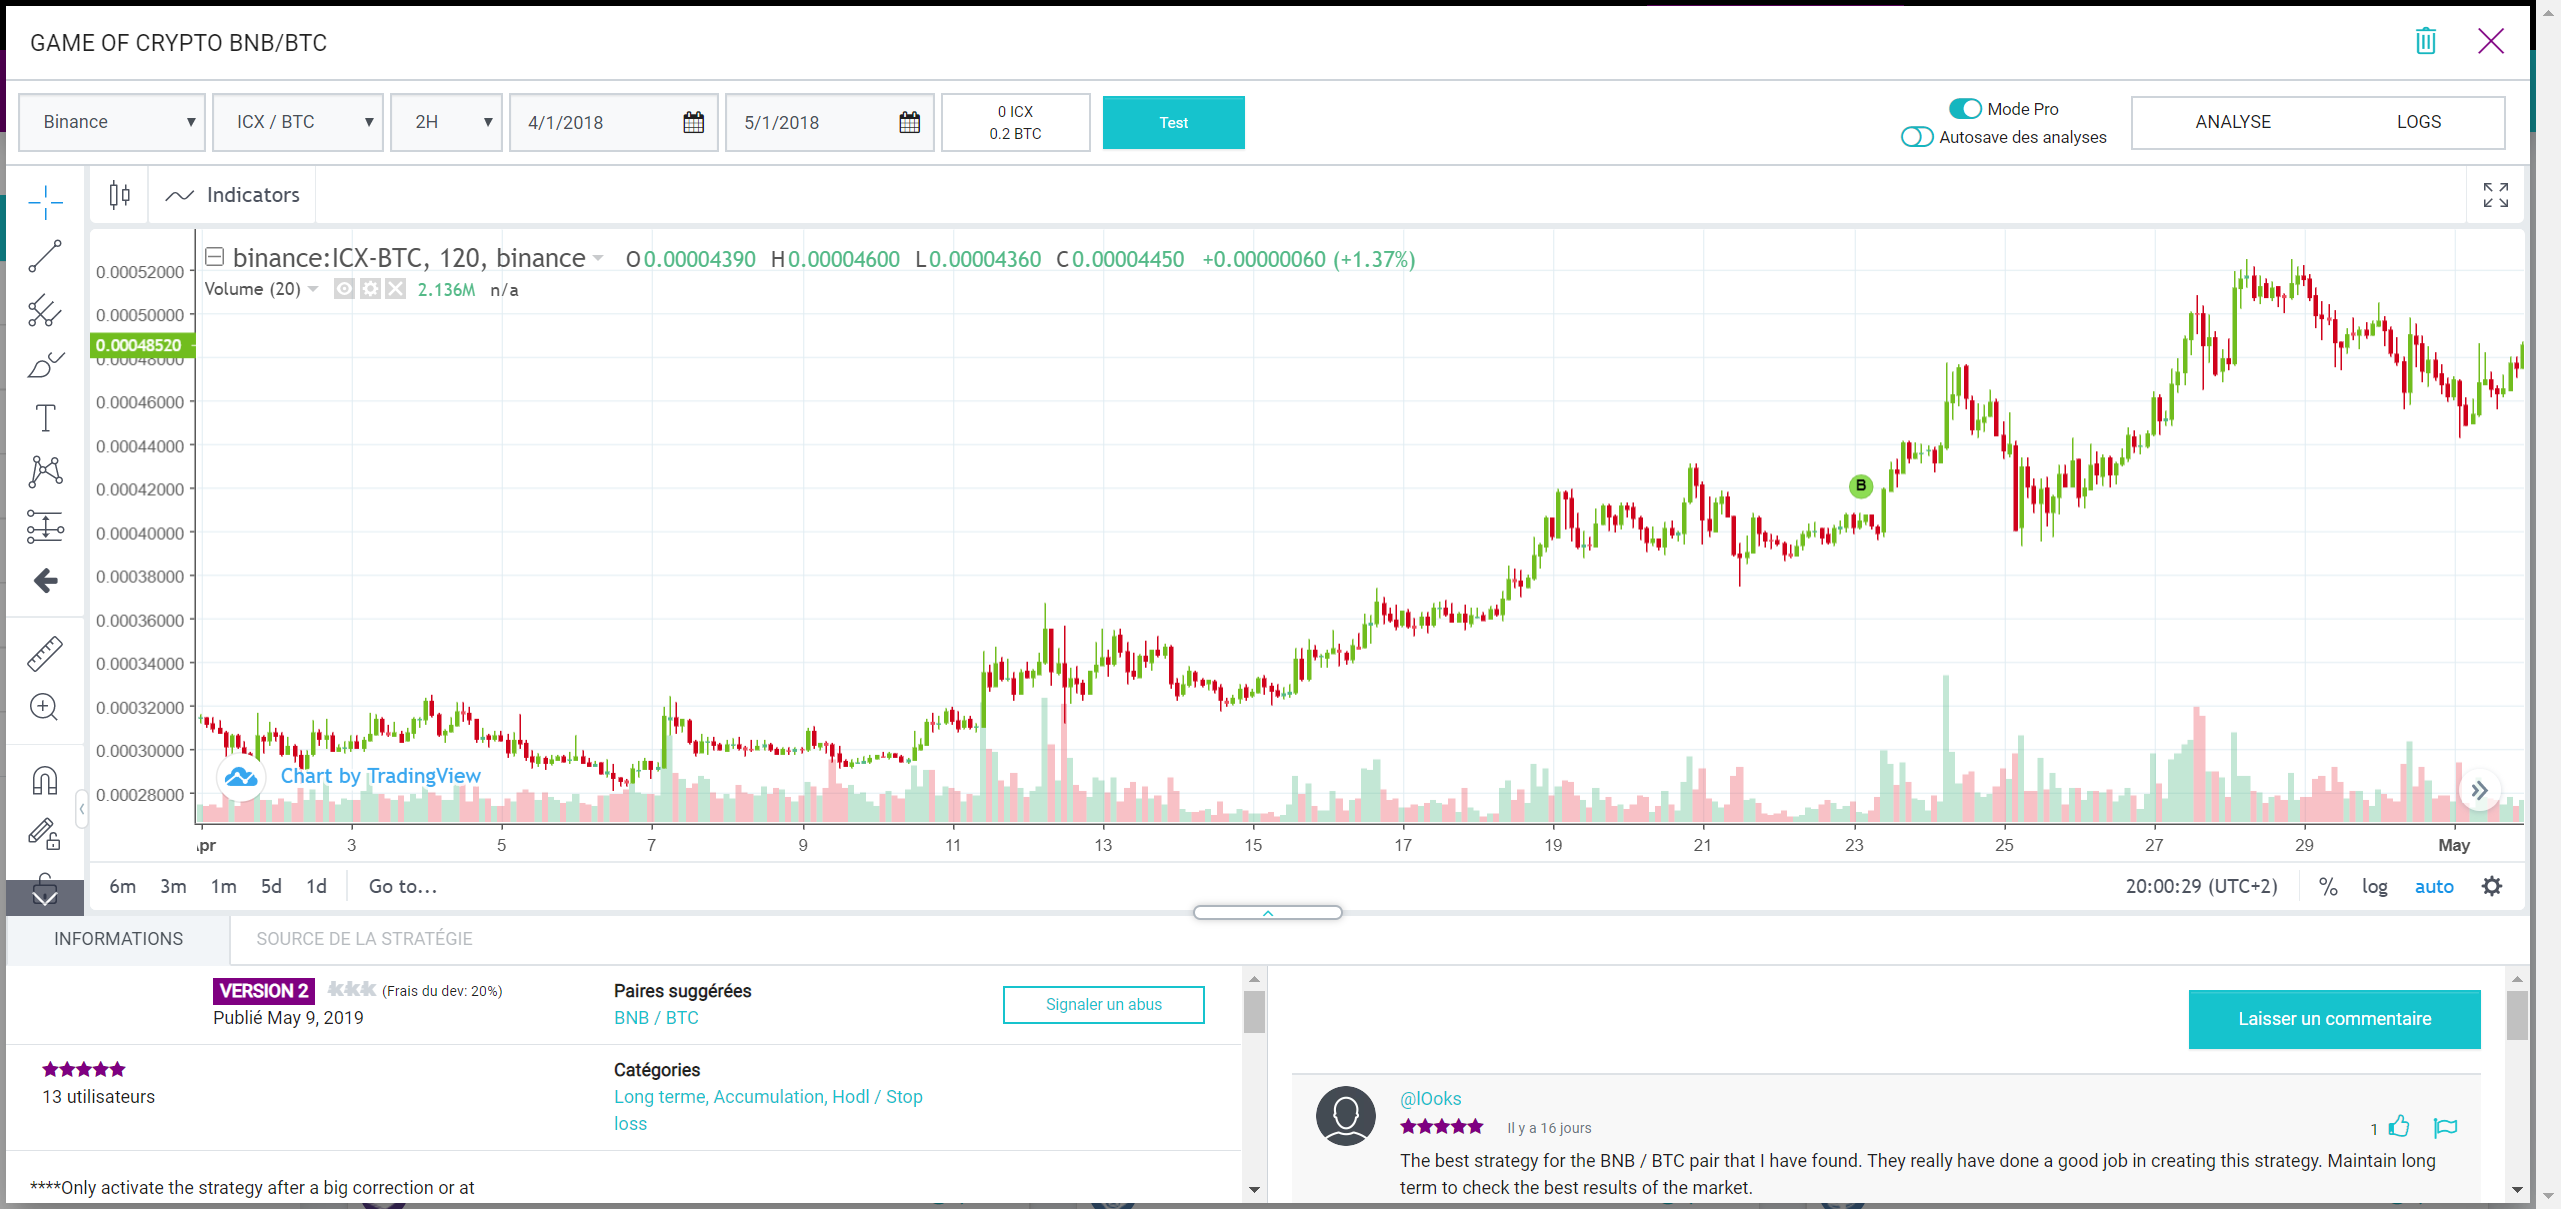 GAME OF CRYPTO BNB/BTC
Binance
ICX / BTC
2H
4/1/2018
5/1/2018
0 ICX
0.2 BTC
Test
Mode Pro
Autosave des analyses
ANALYSE
LOGS
Indicators
binance:ICX-BTC, 120, binance
O0.00004390 H0.00004600 L0.00004360 C0.00004450 +0.00000060 (+1.37%)
Volume (20) 2.136M n/a
0.00052000
0.00050000
0.00048520
0.00048000
0.00046000
0.00044000
0.00042000
0.00040000
0.00038000
0.00036000
0.00034000
0.00032000
0.00030000
0.00028000
B
Chart by TradingView
pr 3 5 7 9 11 13 15 17 19 21 23 25 27 29 May
6m 3m 1m 5d 1d Go to...
20:00:29 (UTC+2) % log auto
INFORMATIONS
SOURCE DE LA STRATÉGIE
VERSION 2 (Frais du dev: 20%)
Publié May 9, 2019
Paires suggérées
BNB / BTC
Signaler un abus
13 utilisateurs
Catégories
Long terme, Accumulation, Hodl / Stop
loss
****Only activate the strategy after a big correction or at
Laisser un commentaire
@lOoks
Il y a 16 jours
1
The best strategy for the BNB / BTC pair that I have found. They really have done a good job in creating this strategy. Maintain long
term to check the best results of the market.